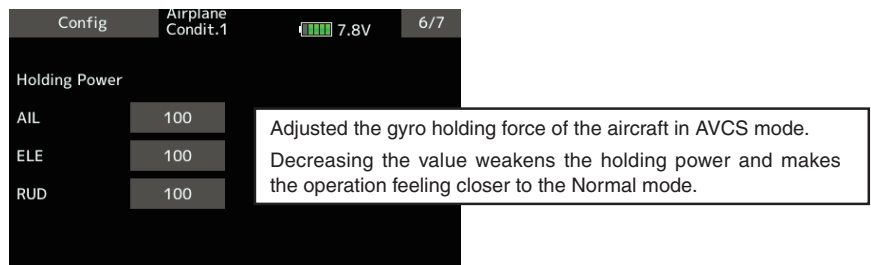 Config
Airplane
Condit.1
7.8V
6/7
Holding Power
AIL 100
ELE 100
RUD 100
Adjusted the gyro holding force of the aircraft in AVCS mode.
Decreasing the value weakens the holding power and makes
the operation feeling closer to the Normal mode.